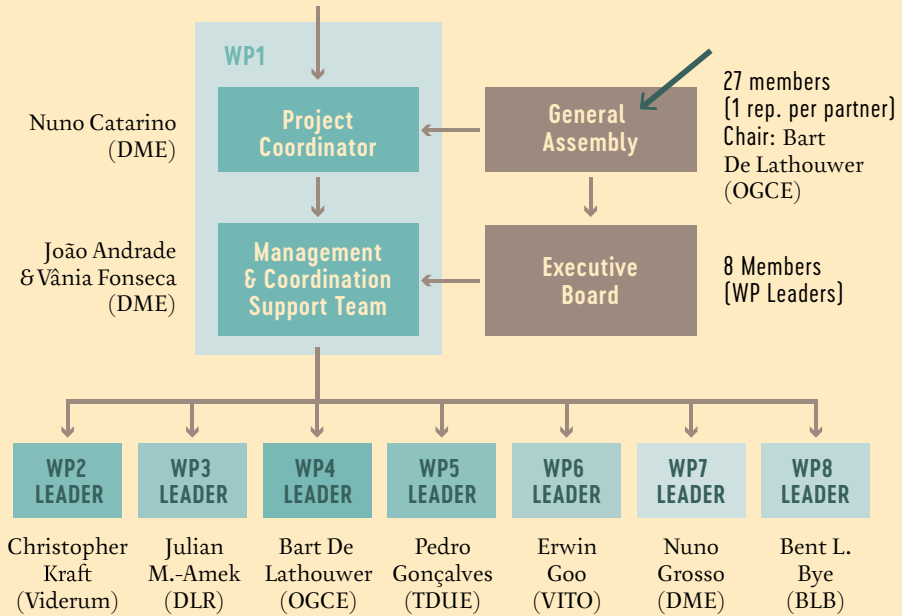 WP1
Nuno Catarino
(DME)
Project
Coordinator
General
Assembly
27 members
(1 rep. per partner)
Chair: Bart
De Lathouwer
(OGCE)
João Andrade
& Vânia Fonseca
(DME)
Management
& Coordination
Support Team
Executive
Board
8 Members
(WP Leaders)
WP2
LEADER
WP3
LEADER
WP4
LEADER
WP5
LEADER
WP6
LEADER
WP7
LEADER
WP8
LEADER
Christopher
Kraft
(Viderum)
Julian
M.-Amek
(DLR)
Bart De
Lathouwer
(OGCE)
Pedro
Gonçalves
(TDUE)
Erwin
Goo
(VITO)
Nuno
Grosso
(DME)
Bent L.
Bye
(BLB)